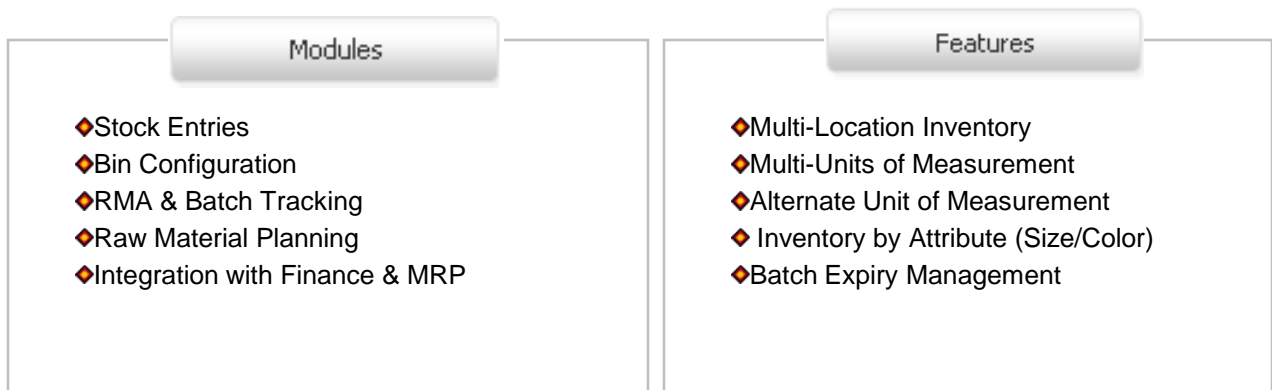 Modules
Stock Entries
Bin Configuration
RMA & Batch Tracking
Raw Material Planning
Integration with Finance & MRP
Features
Multi-Location Inventory
Multi-Units of Measurement
Alternate Unit of Measurement
Inventory by Attribute (Size/Color)
Batch Expiry Management